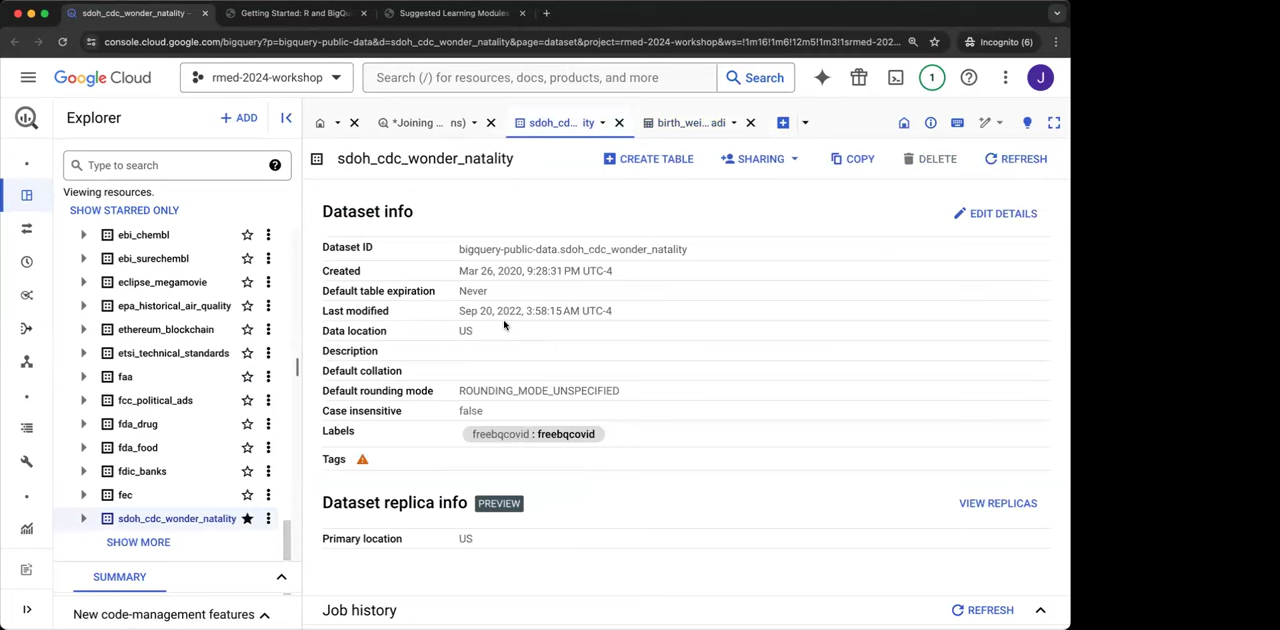 sdoh_cdc_wonder_natality –
Getting Started: R and BigQu
Suggested Learning Modules
console.cloud.google.com/bigquery?p=bigquery-public-data&d=sdoh_cdc_wonder_natality&page=dataset&project=rmed-2024-workshop&ws=!1m16!1m6!12m5!1m3!1srmed-202...
Incognito (6)
Google Cloud
rmed-2024-workshop
Search (/) for resources, docs, products, and more
Search
1
J
Explorer
+ ADD
*Joining ... ns)
sdoh_cd... ity
birth_wei... adi
Type to search
Viewing resources.
SHOW STARRED ONLY
ebi_chembl
ebi_surechembl
eclipse_megamovie
epa_historical_air_quality
ethereum_blockchain
etsi_technical_standards
faa
fcc_political_ads
fda_drug
fda_food
fdic_banks
fec
sdoh_cdc_wonder_natality
SHOW MORE
SUMMARY
New code-management features
sdoh_cdc_wonder_natality
CREATE TABLE
SHARING
COPY
DELETE
REFRESH
Dataset info
EDIT DETAILS
Dataset ID bigquery-public-data.sdoh_cdc_wonder_natality
Created Mar 26, 2020, 9:28:31 PM UTC-4
Default table expiration Never
Last modified Sep 20, 2022, 3:58:15 AM UTC-4
Data location US
Description
Default collation
Default rounding mode ROUNDING_MODE_UNSPECIFIED
Case insensitive false
Labels freebqcovid : freebqcovid
Tags
Dataset replica info PREVIEW
VIEW REPLICAS
Primary location US
Job history
REFRESH